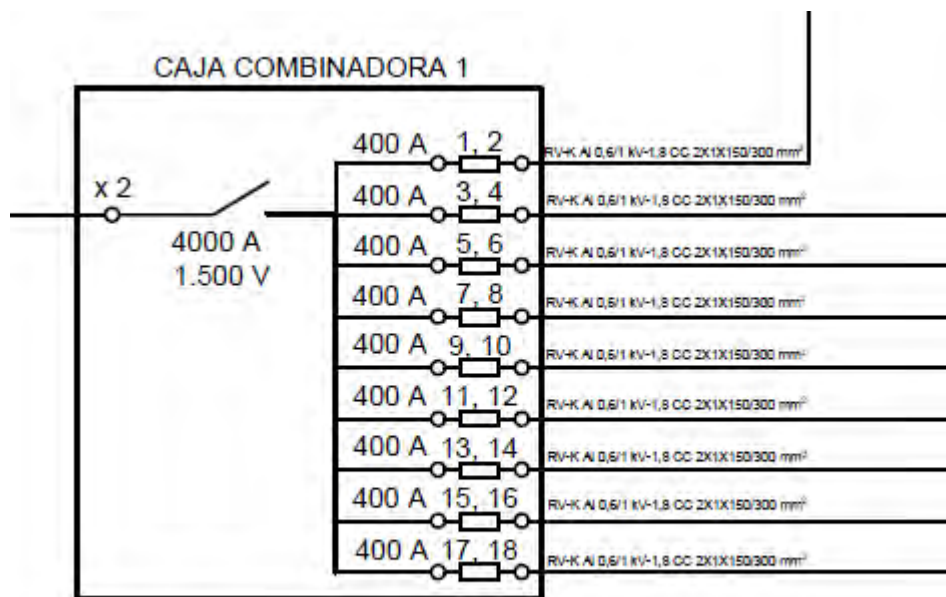 CAJA COMBINADORA 1
400 A 1, 2 RV-K Al 0,6/1 kV-1,8 CC 2X1X150/300 mm²
x 2 400 A 3, 4 RV-K Al 0,6/1 kV-1,8 CC 2X1X150/300 mm²
4000 A 400 A 5, 6 RV-K Al 0,6/1 kV-1,8 CC 2X1X150/300 mm²
1.500 V
400 A 7, 8 RV-K Al 0,6/1 kV-1,8 CC 2X1X150/300 mm²
400 A 9, 10 RV-K Al 0,6/1 kV-1,8 CC 2X1X150/300 mm²
400 A 11, 12 RV-K Al 0,6/1 kV-1,8 CC 2X1X150/300 mm²
400 A 13, 14 RV-K Al 0,6/1 kV-1,8 CC 2X1X150/300 mm²
400 A 15, 16 RV-K Al 0,6/1 kV-1,8 CC 2X1X150/300 mm²
400 A 17, 18 RV-K Al 0,6/1 kV-1,8 CC 2X1X150/300 mm²